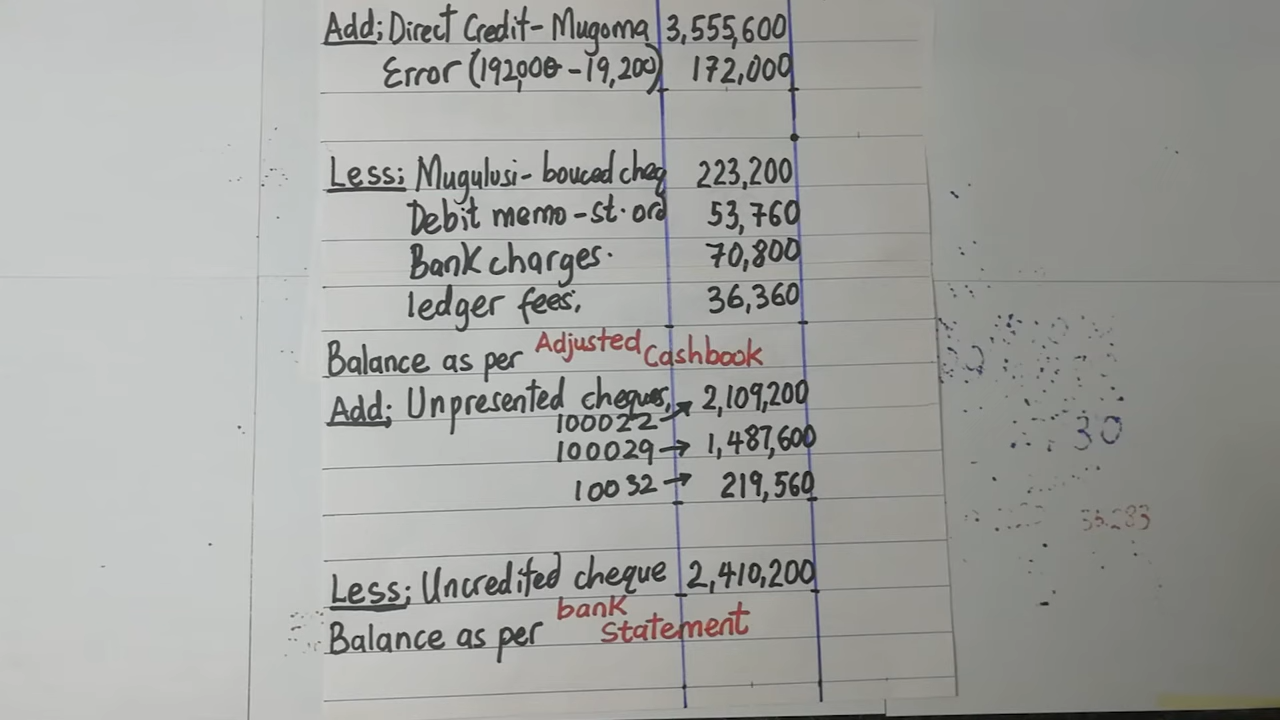 Add; Direct Credit- Mugoma 3,555,600
Error (192,000 - 19,200) 172,000
Less; Mugulusi- bouced cheq 223,200
Debit memo - st. ord 53,760
Bank charges. 70,800
ledger fees, 36,360
Balance as per Adjusted Cashbook
Add; Unpresented cheques,
100022 → 2,109,200
100029 → 1,487,600
10032 → 219,560
Less; Uncredited cheque 2,410,200
Balance as per bank Statement
30